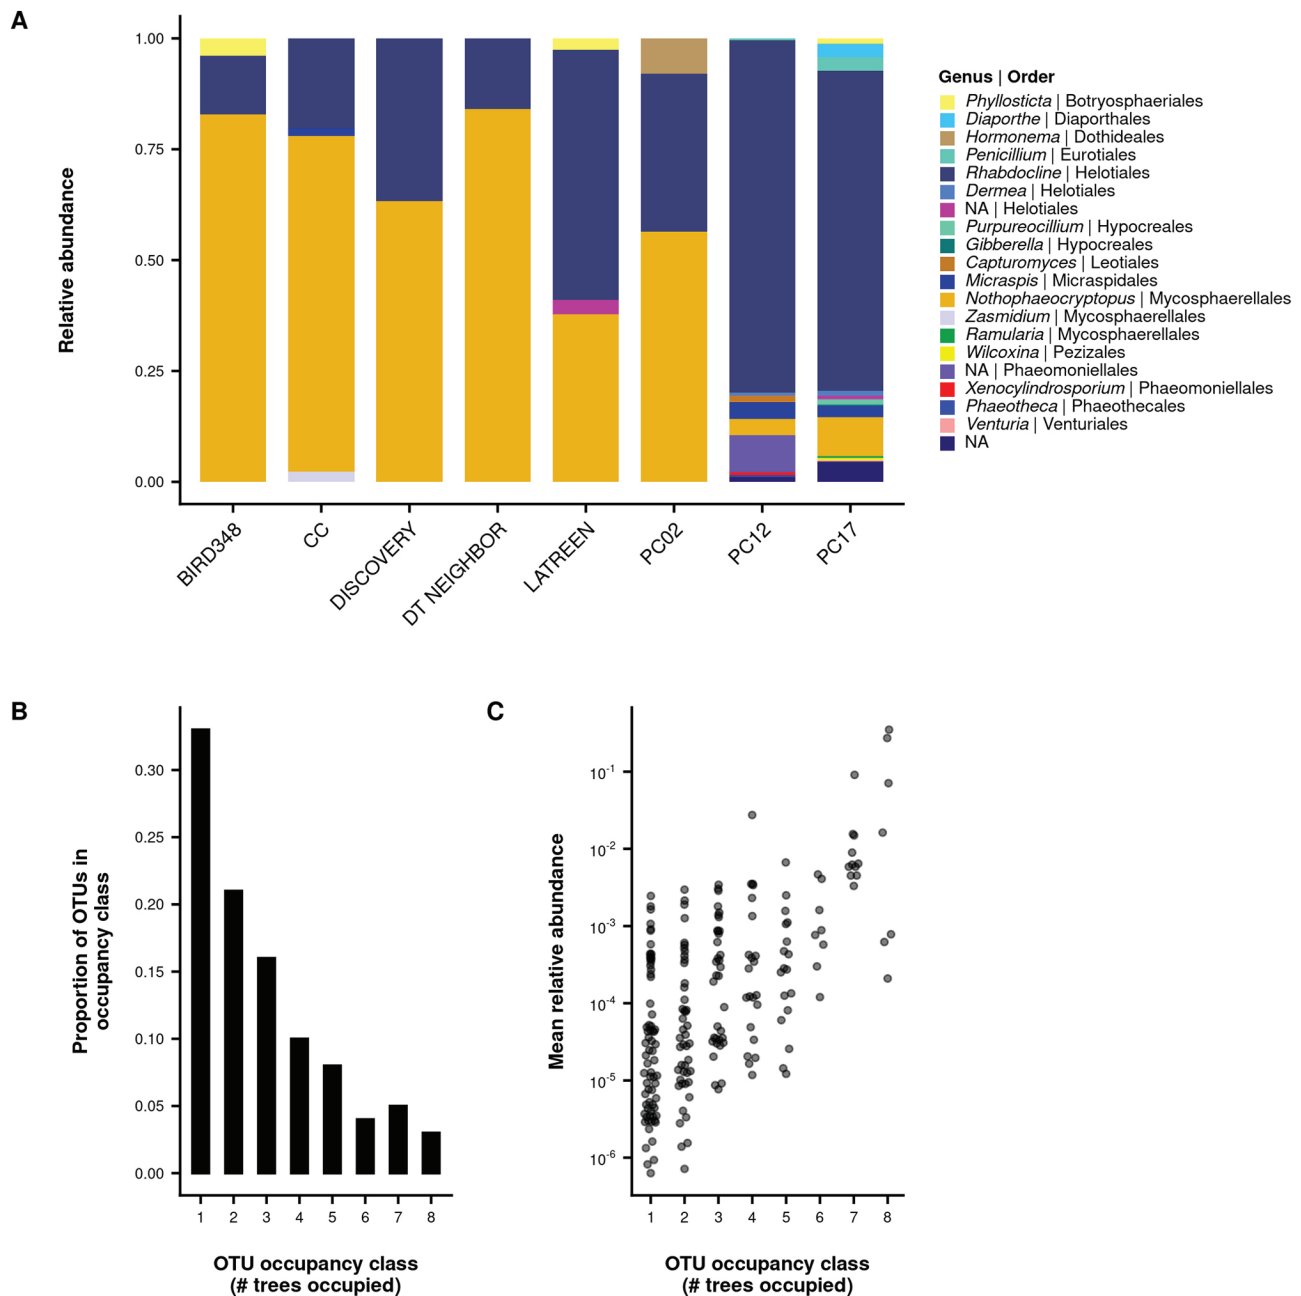 A
1.00
0.75
0.50
0.25
0.00
Relative abundance
BIRD348
CC
DISCOVERY
DT NEIGHBOR
LATREEN
PC02
PC12
PC17
Genus | Order
Phyllosticta | Botryosphaeriales
Diaporthe | Diaporthales
Hormonema | Dothideales
Penicillium | Eurotiales
Rhabdocline | Helotiales
Dermea | Helotiales
NA | Helotiales
Purpureocillium | Hypocreales
Gibberella | Hypocreales
Capturomyces | Leotiales
Micraspis | Micraspidales
Nothophaeocryptopus | Mycosphaerellales
Zasmidium | Mycosphaerellales
Ramularia | Mycosphaerellales
Wilcoxina | Pezizales
NA | Phaeomoniellales
Xenocylindrosporium | Phaeomoniellales
Phaeotheca | Phaeothecales
Venturia | Venturiales
NA
B
0.30
0.25
0.20
0.15
0.10
0.05
0.00
Proportion of OTUs in
occupancy class
1 2 3 4 5 6 7 8
OTU occupancy class
(# trees occupied)
C
10⁻¹
10⁻²
10⁻³
10⁻⁴
10⁻⁵
10⁻⁶
Mean relative abundance
1 2 3 4 5 6 7 8
OTU occupancy class
(# trees occupied)